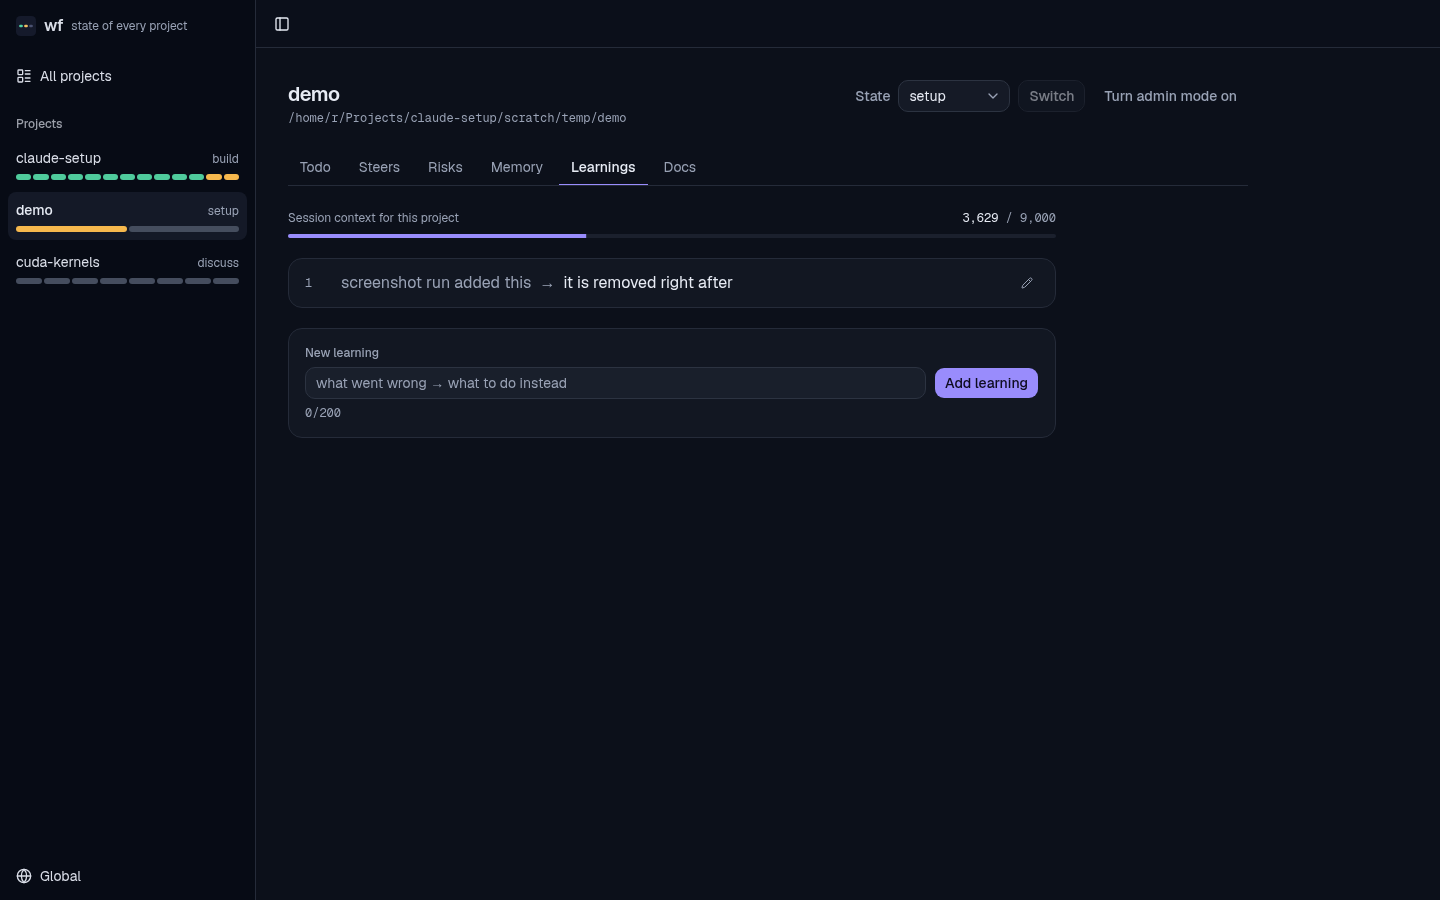 wf state of every project
All projects
Projects
claude-setup build
demo setup
cuda-kernels discuss
Global
demo
/home/r/Projects/claude-setup/scratch/temp/demo
State setup Switch Turn admin mode on
Todo Steers Risks Memory Learnings Docs
Session context for this project 3,629 / 9,000
1 screenshot run added this → it is removed right after
New learning
what went wrong → what to do instead Add learning
0/200